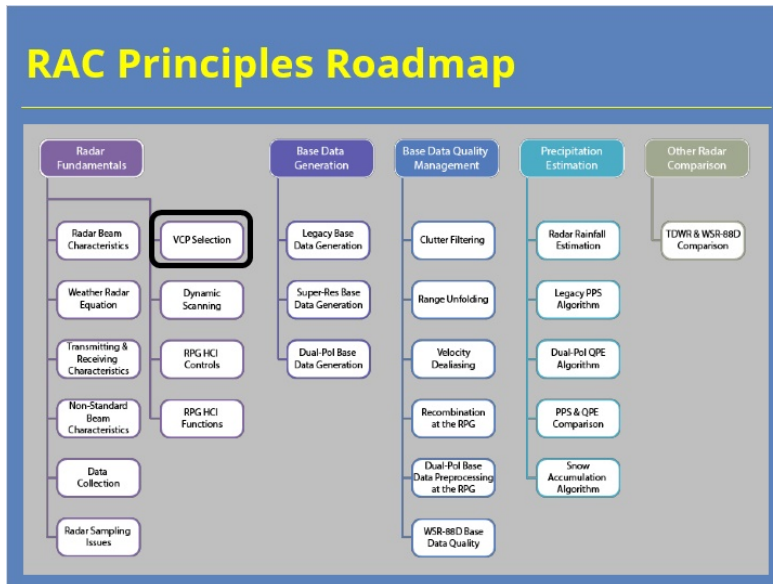 RAC Principles Roadmap
Radar
Fundamentals
Radar Beam
Characteristics
Weather Radar
Equation
Transmitting &
Receiving
Characteristics
Non-Standard
Beam
Characteristics
Data
Collection
Radar Sampling
Issues
VCP Selection
Dynamic
Scanning
RPG HCI
Controls
RPG HCI
Functions
Base Data
Generation
Legacy Base
Data Generation
Super-Res Base
Data Generation
Dual-Pol Base
Data Generation
Base Data Quality
Management
Clutter Filtering
Range Unfolding
Velocity
Dealiasing
Recombination
at the RPG
Dual-Pol Base
Data Preprocessing
at the RPG
WSR-88D Base
Data Quality
Precipitation
Estimation
Radar Rainfall
Estimation
Legacy PPS
Algorithm
Dual-Pol QPE
Algorithm
PPS & QPE
Comparison
Snow
Accumulation
Algorithm
Other Radar
Comparison
TDWR & WSR-88D
Comparison